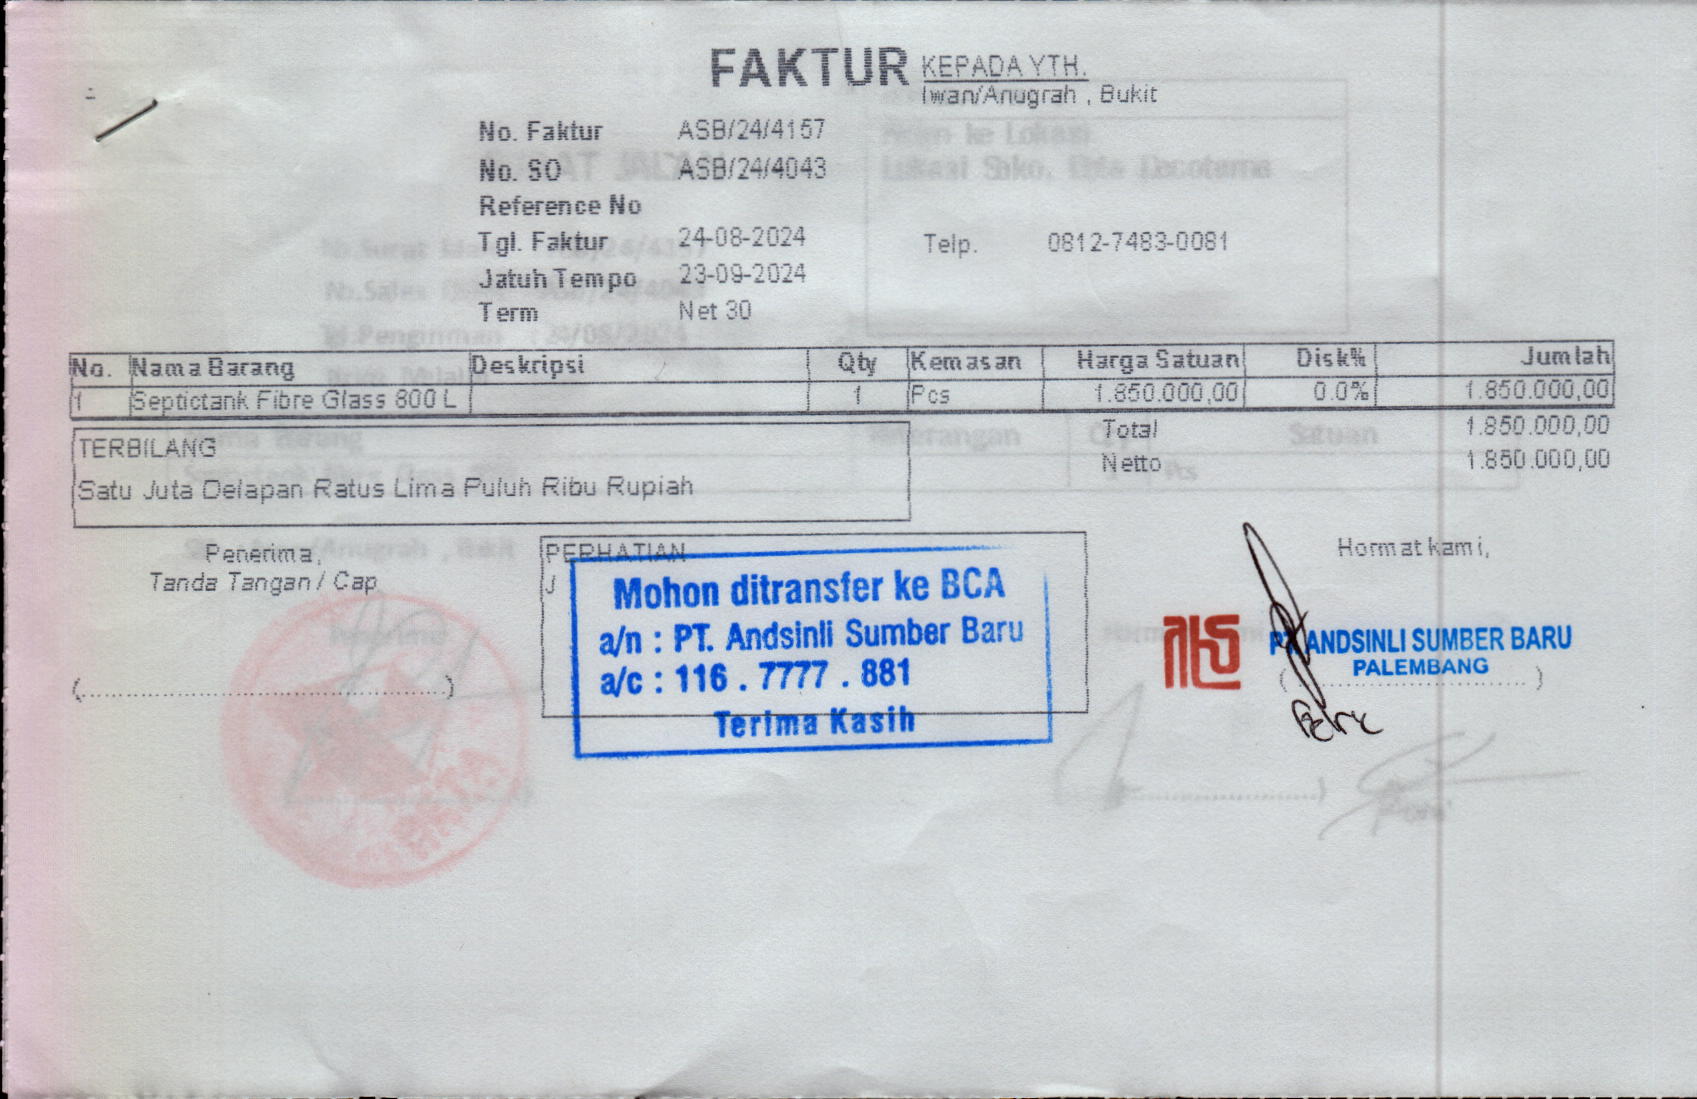 FAKTUR
KEPADA YTH.
Iwan/Anugrah , Bukit
No. Faktur ASB/24/4157
No. SO ASB/24/4043
Reference No
Tgl. Faktur 24-08-2024
Telp. 0812-7483-0081
Jatuh Tempo 23-09-2024
Term Net 30
No. Nama Barang Deskripsi Qty Kemasan Harga Satuan Disk% Jumlah
1 Septictank Fibre Glass 800 L 1 Pcs 1.850.000,00 0.0% 1.850.000,00
Total 1.850.000,00
Netto 1.850.000,00
TERBILANG
Satu Juta Delapan Ratus Lima Puluh Ribu Rupiah
Penerima,
Tanda Tangan / Cap
(..............................................)
PERHATIAN
J
Mohon ditransfer ke BCA
a/n : PT. Andsinli Sumber Baru
a/c : 116 . 7777 . 881
Terima Kasih
Hormat kami,
PT. ANDSINLI SUMBER BARU
PALEMBANG
(..............................)